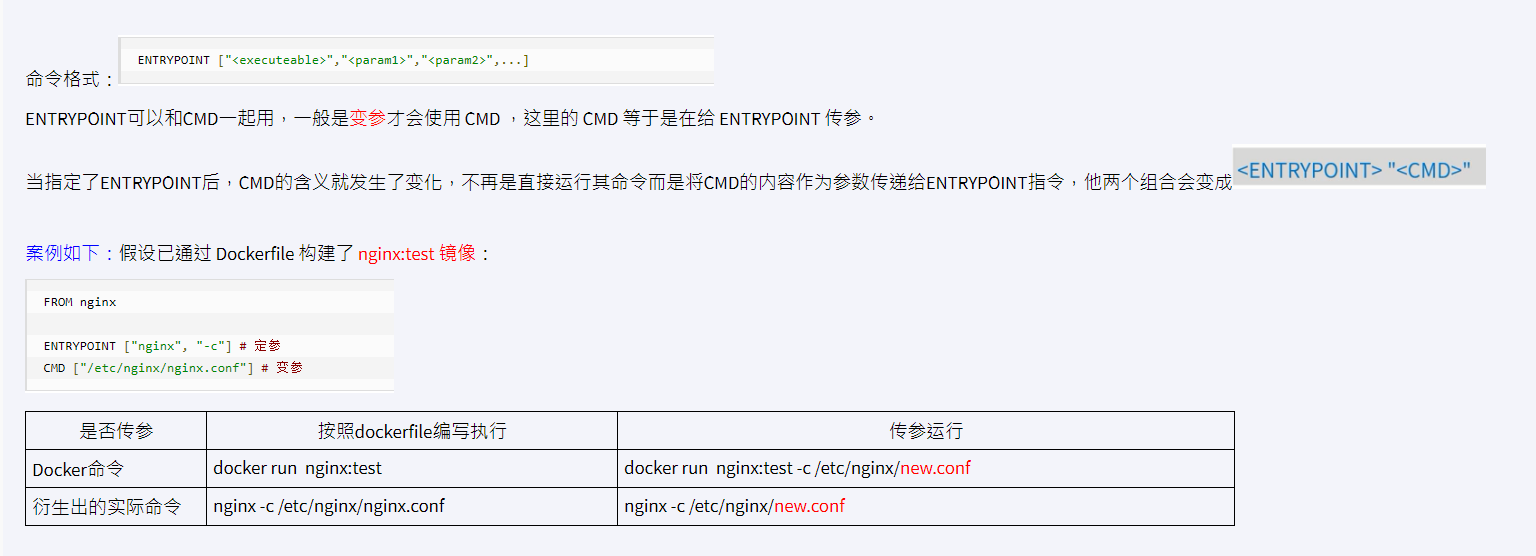 命令格式：ENTRYPOINT ["<executeable>","<param1>","<param2>",...]
ENTRYPOINT可以和CMD一起用，一般是变参才会使用 CMD ，这里的 CMD 等于是在给 ENTRYPOINT 传参。
当指定了ENTRYPOINT后，CMD的含义就发生了变化，不再是直接运行其命令而是将CMD的内容作为参数传递给ENTRYPOINT指令，他两个组合会变成<ENTRYPOINT> "<CMD>"
案例如下：假设已通过 Dockerfile 构建了 nginx:test 镜像：
FROM nginx
ENTRYPOINT ["nginx", "-c"] # 定参
CMD ["/etc/nginx/nginx.conf"] # 变参
是否传参 按照dockerfile编写执行 传参运行
Docker命令 docker run nginx:test docker run nginx:test -c /etc/nginx/new.conf
衍生出的实际命令 nginx -c /etc/nginx/nginx.conf nginx -c /etc/nginx/new.conf